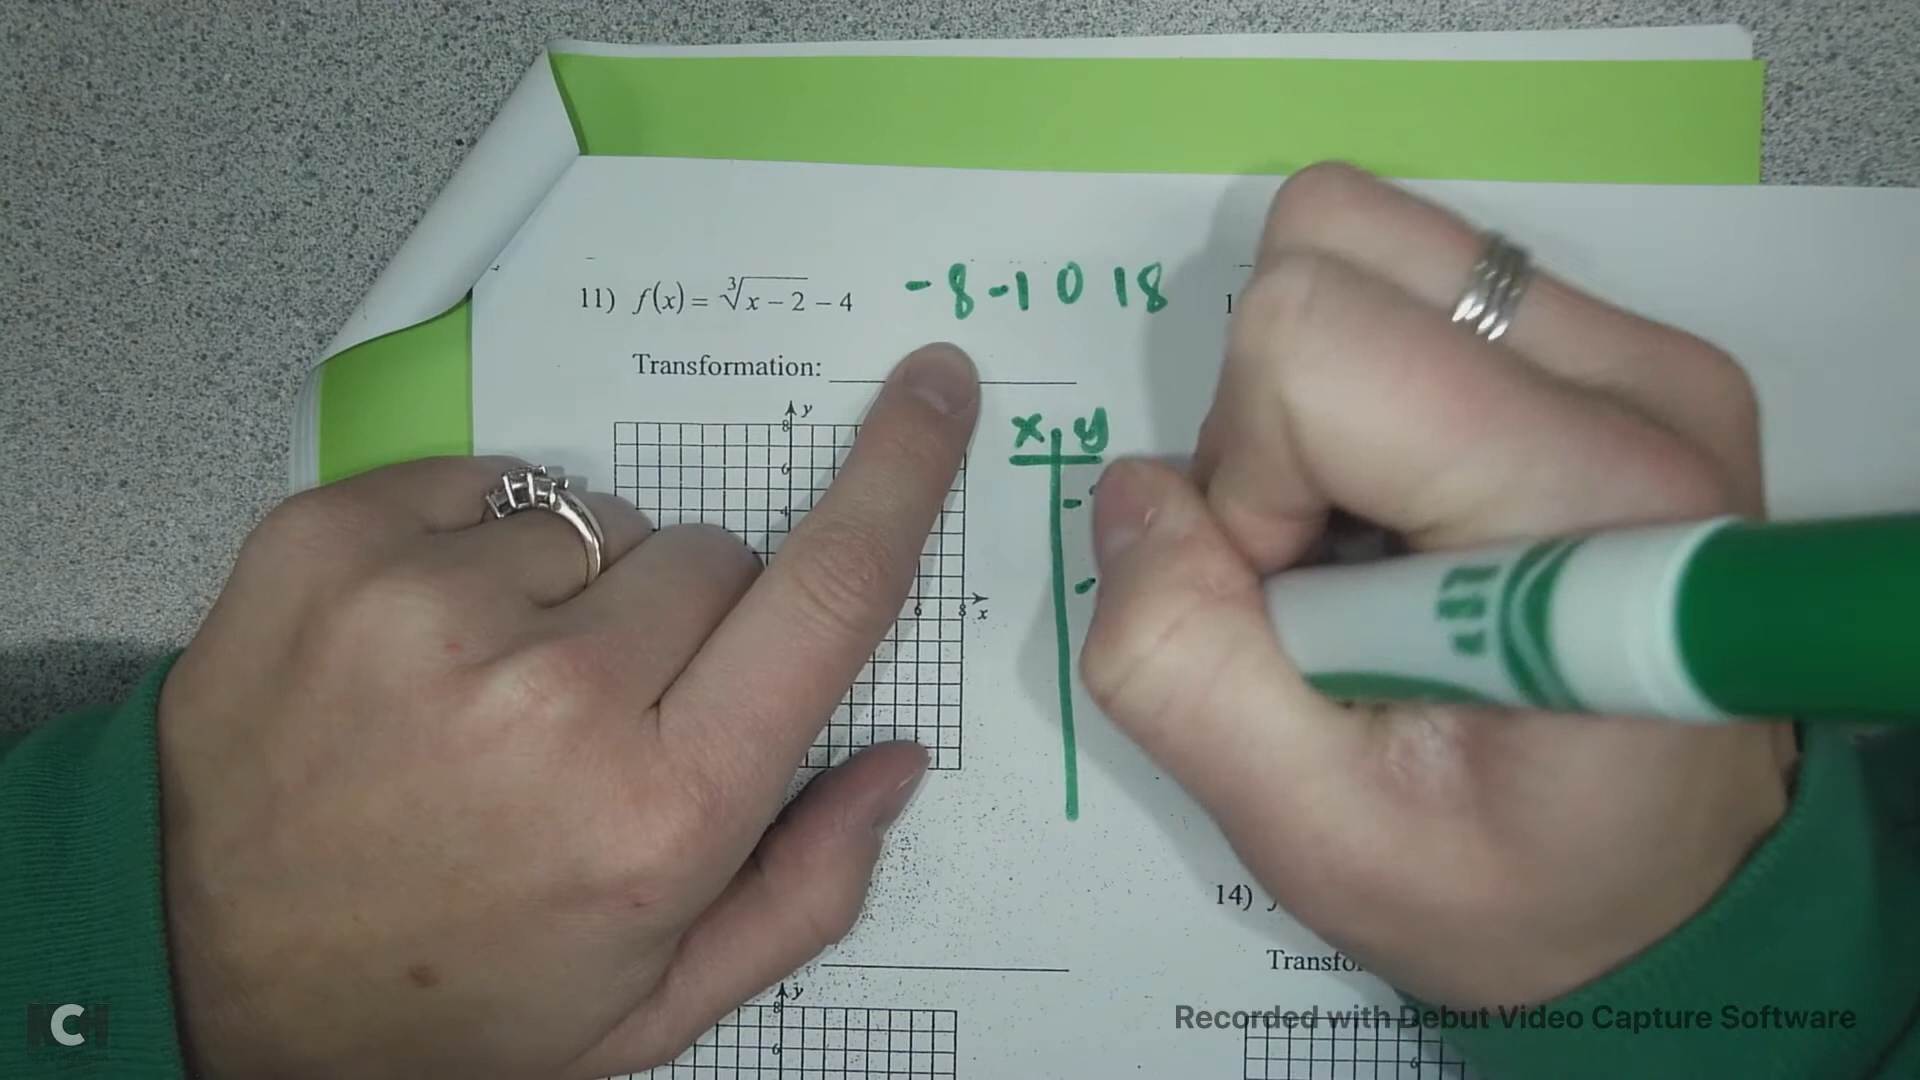 11) f(x) = ∛x − 2 − 4 -8 -1 0 1 8
Transformation:
y
8
x y
6
4
-
6 8 x
-
14)
Transfo
y
8
6
6
Recorded with Debut Video Capture Software